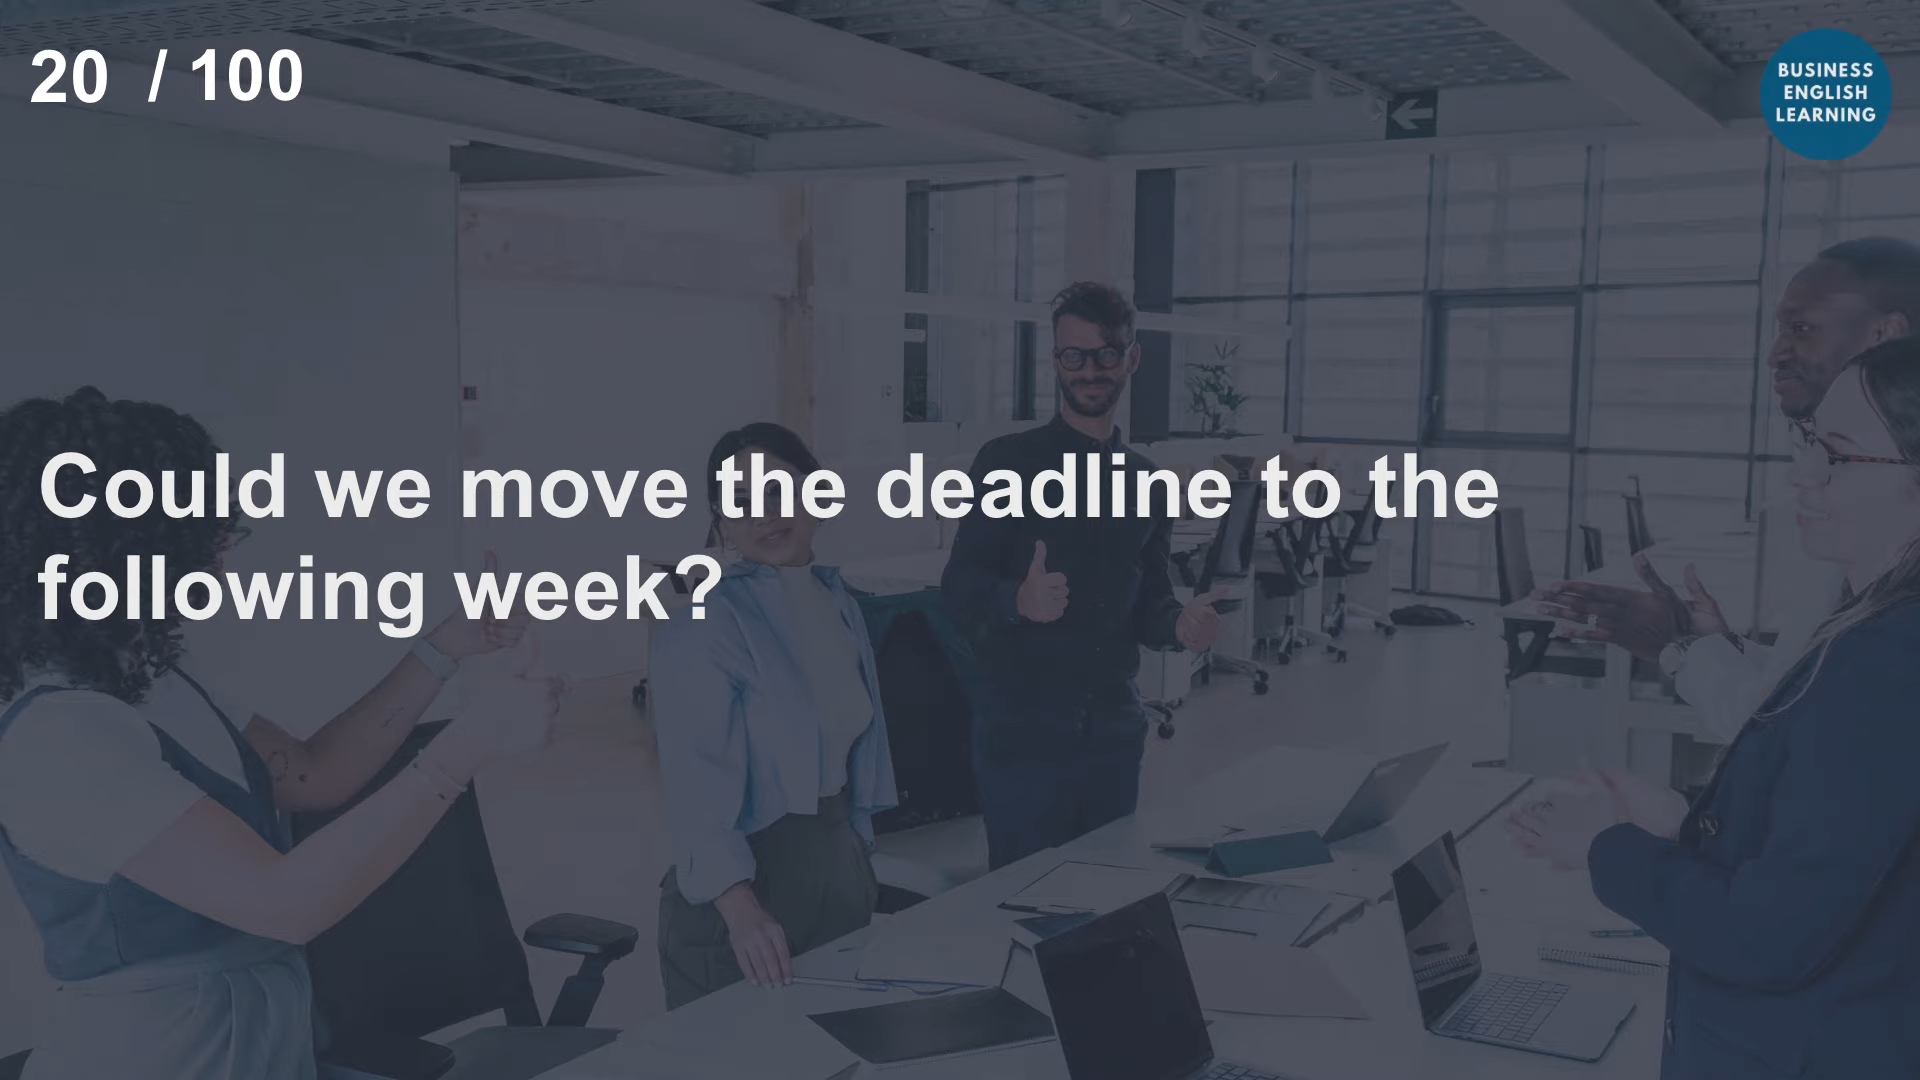 20 / 100
BUSINESS
ENGLISH
LEARNING
Could we move the deadline to the
following week?